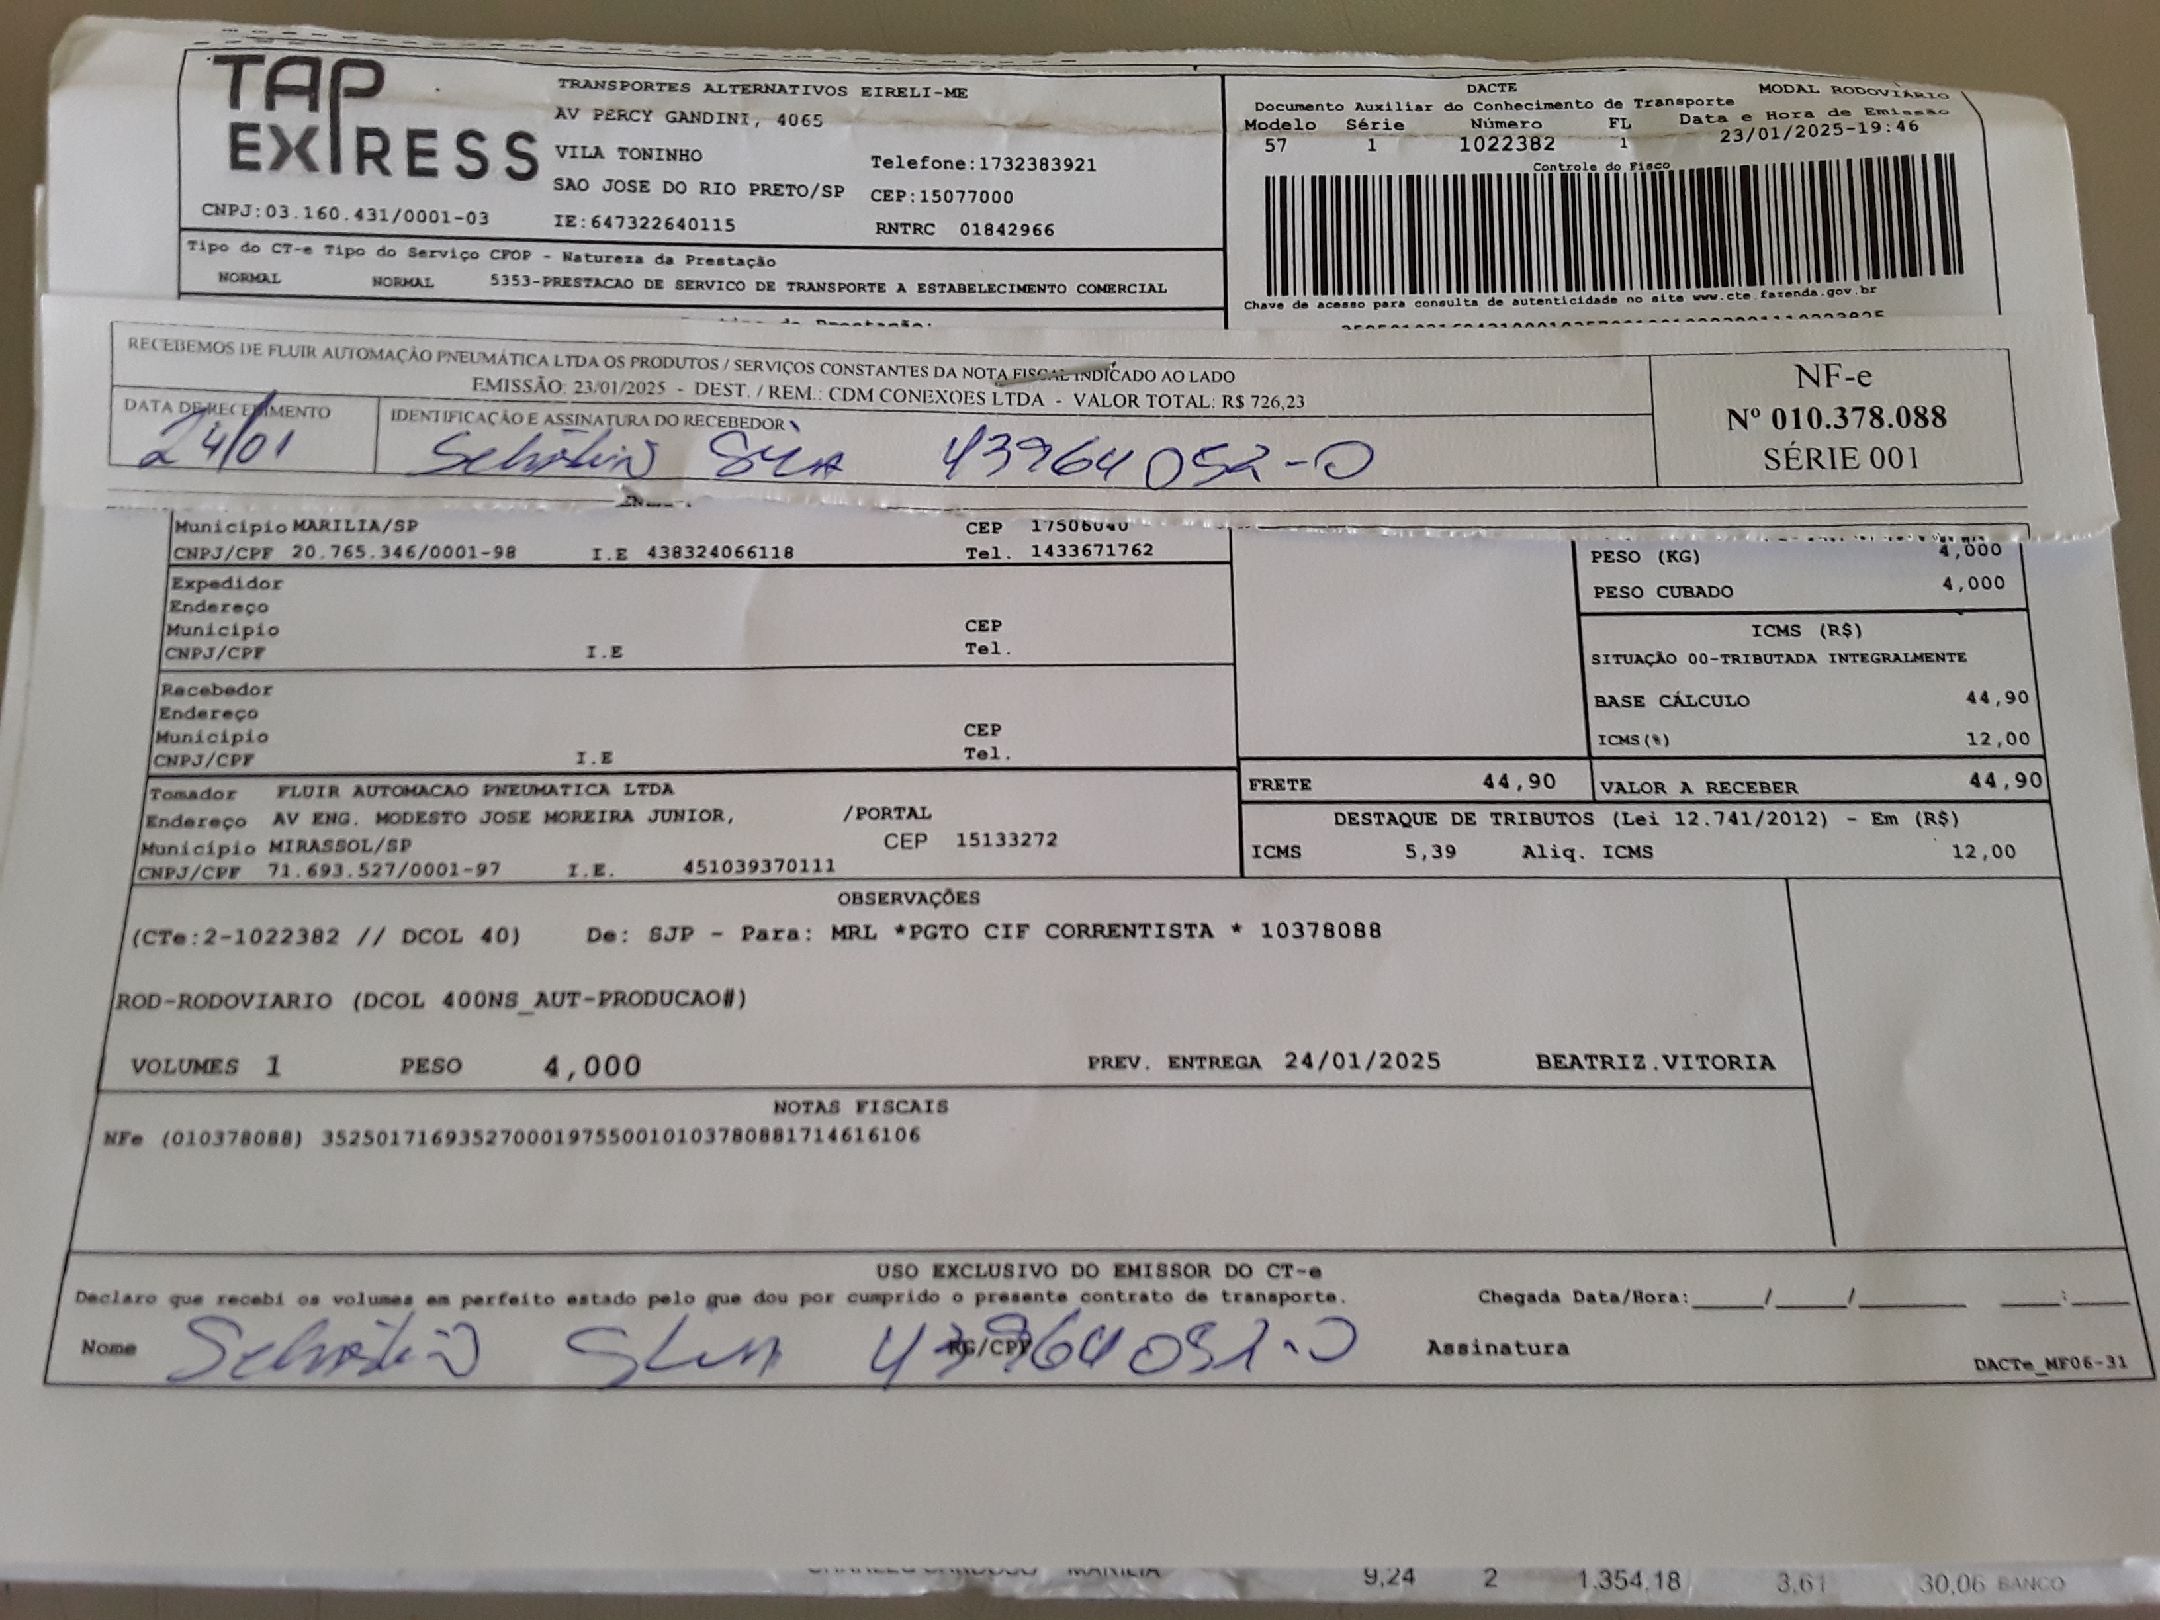 TAP EXPRESS
TRANSPORTES ALTERNATIVOS EIRELI-ME
AV PERCY GANDINI, 4065
VILA TONINHO Telefone:1732383921
SAO JOSE DO RIO PRETO/SP CEP:15077000
CNPJ:03.160.431/0001-03 IE:647322640115 RNTRC 01842966
DACTE MODAL RODOVIÁRIO
Documento Auxiliar do Conhecimento de Transporte
Modelo Série Número FL Data e Hora de Emissão
57 1 1022382 1 23/01/2025-19:46
Controle do Fisco
Chave de acesso para consulta de autenticidade no site www.cte.fazenda.gov.br
Tipo do CT-e Tipo do Serviço CFOP - Natureza da Prestação
NORMAL NORMAL 5353-PRESTACAO DE SERVICO DE TRANSPORTE A ESTABELECIMENTO COMERCIAL
RECEBEMOS DE FLUIR AUTOMAÇÃO PNEUMÁTICA LTDA OS PRODUTOS / SERVIÇOS CONSTANTES DA NOTA FISCAL INDICADO AO LADO
EMISSÃO: 23/01/2025 - DEST. / REM.: CDM CONEXOES LTDA - VALOR TOTAL: R$ 726,23
DATA DE RECEBIMENTO IDENTIFICAÇÃO E ASSINATURA DO RECEBEDOR
24/01 43964052-0
NF-e
Nº 010.378.088
SÉRIE 001
Município MARILIA/SP CEP 17506040
CNPJ/CPF 20.765.346/0001-98 I.E 438324066118 Tel. 1433671762
Expedidor
Endereço
Município CEP
CNPJ/CPF I.E Tel.
Recebedor
Endereço
Município CEP
CNPJ/CPF I.E Tel.
PESO (KG) 4,000
PESO CUBADO 4,000
ICMS (R$)
SITUAÇÃO 00-TRIBUTADA INTEGRALMENTE
BASE CÁLCULO 44,90
ICMS(%) 12,00
FRETE 44,90 VALOR A RECEBER 44,90
DESTAQUE DE TRIBUTOS (Lei 12.741/2012) - Em (R$)
ICMS 5,39 Aliq. ICMS 12,00
Tomador FLUIR AUTOMACAO PNEUMATICA LTDA
Endereço AV ENG. MODESTO JOSE MOREIRA JUNIOR, /PORTAL
Município MIRASSOL/SP CEP 15133272
CNPJ/CPF 71.693.527/0001-97 I.E. 451039370111
OBSERVAÇÕES
(CTe:2-1022382 // DCOL 40) De: SJP - Para: MRL *PGTO CIF CORRENTISTA * 10378088
ROD-RODOVIARIO (DCOL 400NS_AUT-PRODUCAO#)
VOLUMES 1 PESO 4,000 PREV. ENTREGA 24/01/2025 BEATRIZ.VITORIA
NOTAS FISCAIS
NFe (010378088) 35250171693527000197550010103780881714616106
USO EXCLUSIVO DO EMISSOR DO CT-e
Declaro que recebi os volumes em perfeito estado pelo que dou por cumprido o presente contrato de transporte. Chegada Data/Hora:_____/_____/________ ____:____
Nome RG/CPF 43964052-0 Assinatura
DACTe_MF06-31
9,24 2 1.354,18 3,61 30,06 BANCO